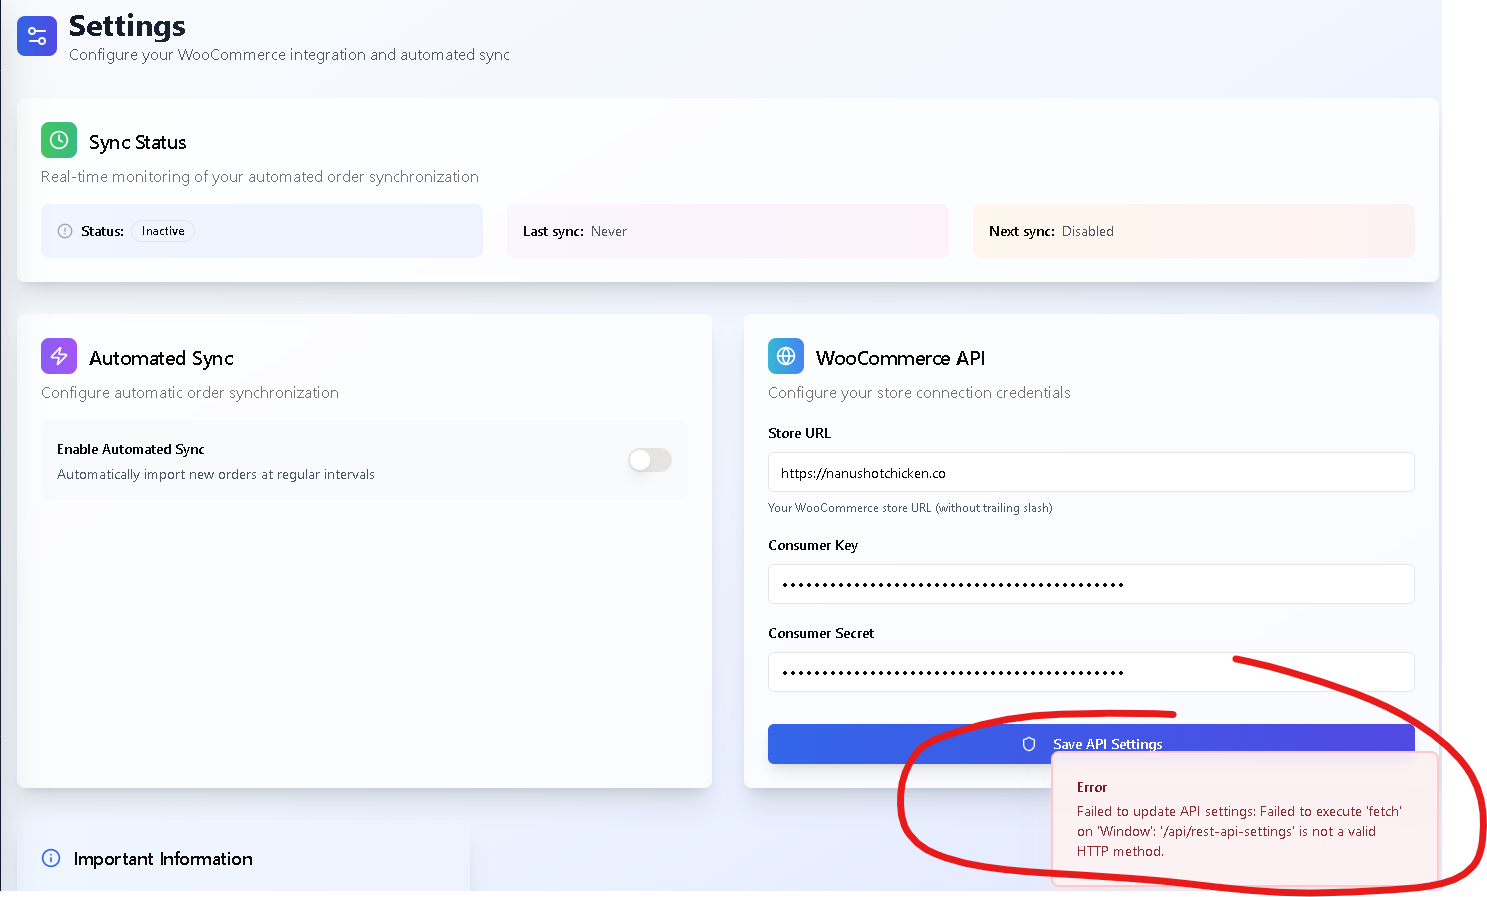 Settings
Configure your WooCommerce integration and automated sync
Sync Status
Real-time monitoring of your automated order synchronization
Status: Inactive
Last sync: Never
Next sync: Disabled
Automated Sync
Configure automatic order synchronization
Enable Automated Sync
Automatically import new orders at regular intervals
WooCommerce API
Configure your store connection credentials
Store URL
https://nanushotchicken.co
Your WooCommerce store URL (without trailing slash)
Consumer Key
Consumer Secret
Save API Settings
Error
Failed to update API settings: Failed to execute 'fetch'
on 'Window': '/api/rest-api-settings' is not a valid
HTTP method.
Important Information